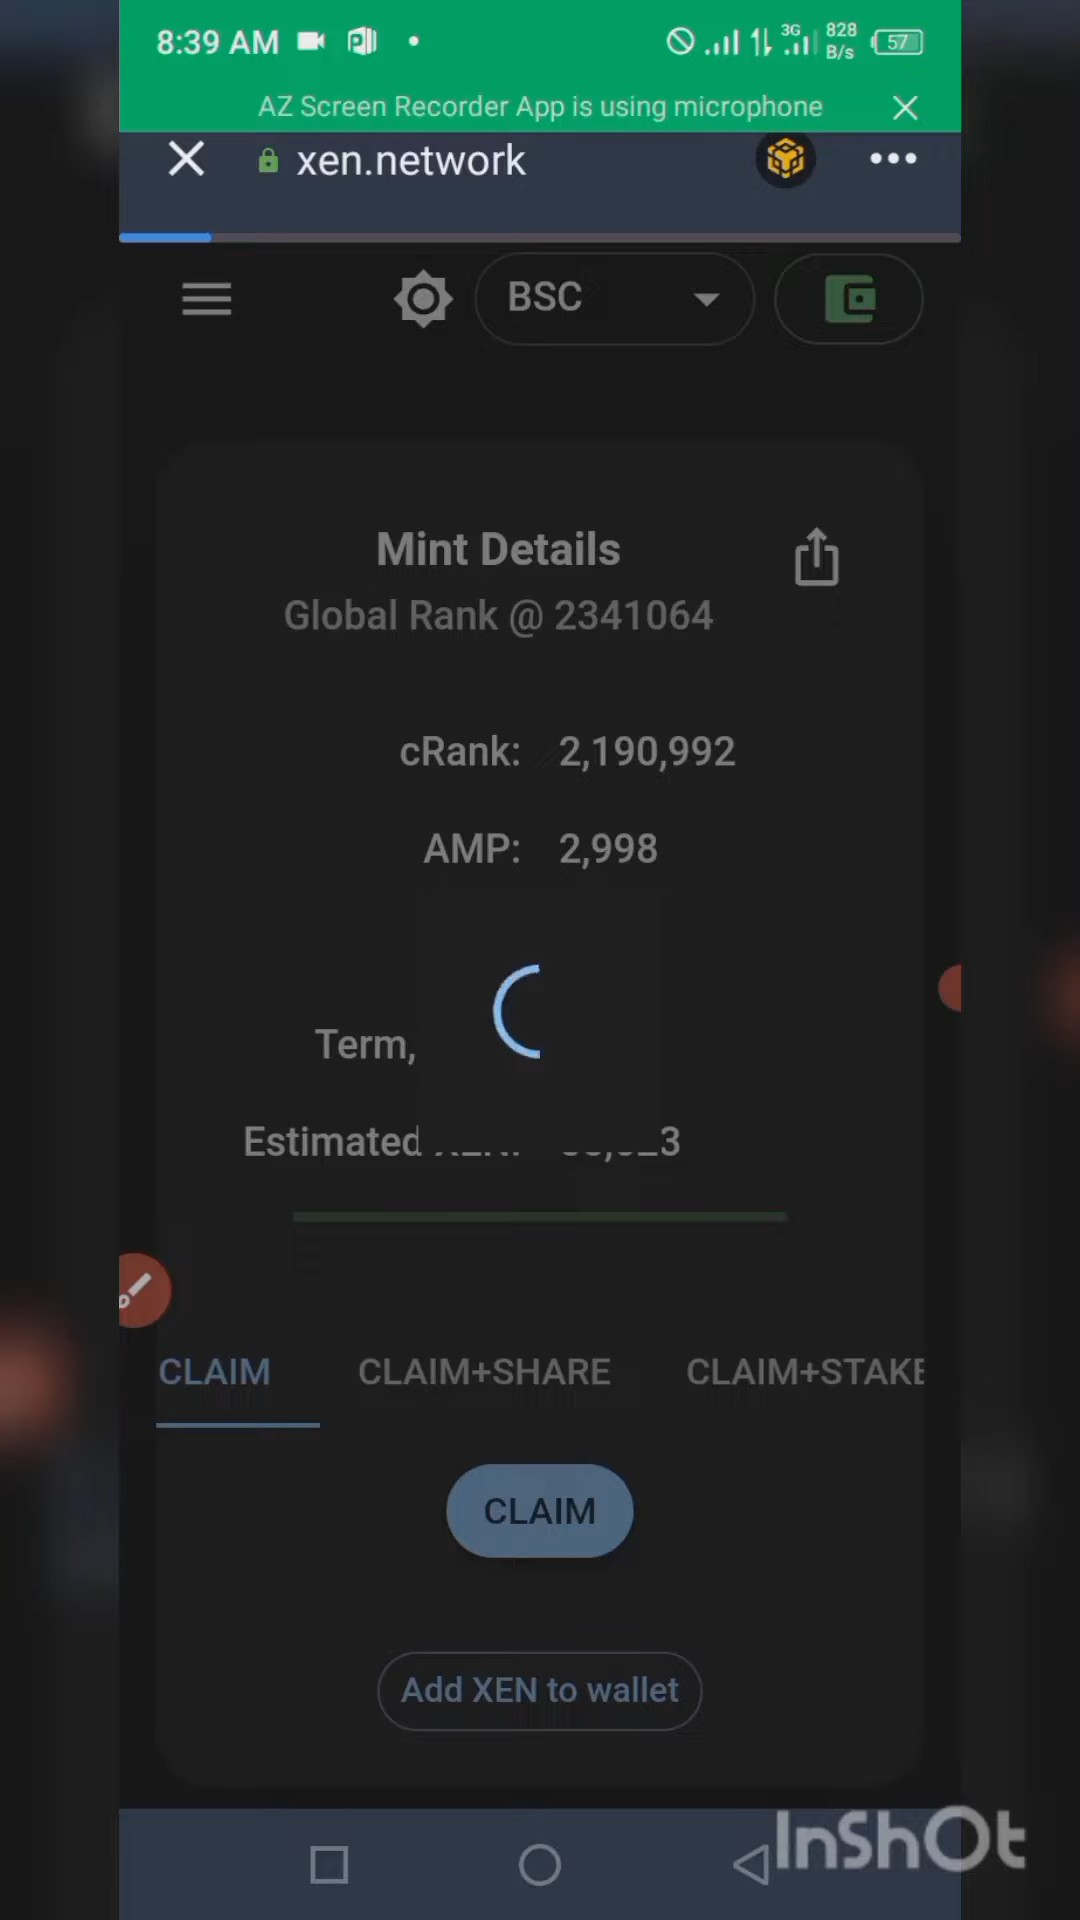 8:39 AM 3G 828 B/s 57
AZ Screen Recorder App is using microphone
xen.network
BSC
Mint Details
Global Rank @ 2341064
cRank: 2,190,992
AMP: 2,998
Term,
Estimated
CLAIM CLAIM+SHARE CLAIM+STAKE
CLAIM
Add XEN to wallet
InShOt